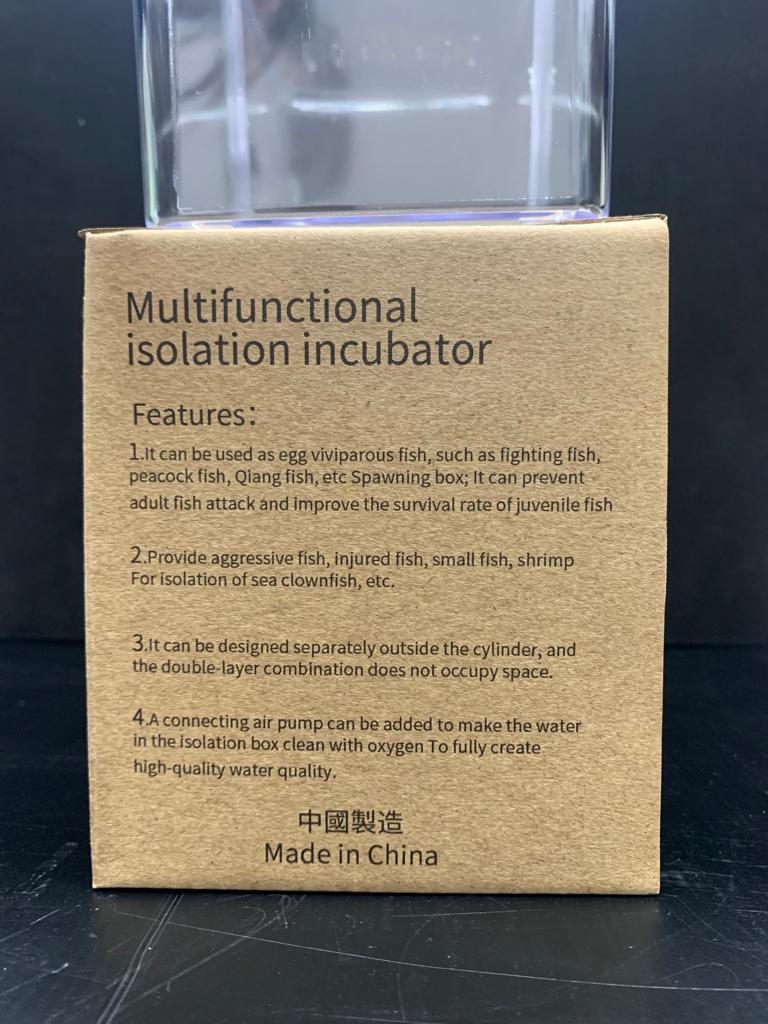 Multifunctional
isolation incubator
Features：
1.It can be used as egg viviparous fish, such as fighting fish,
peacock fish, Qiang fish, etc Spawning box; It can prevent
adult fish attack and improve the survival rate of juvenile fish
2.Provide aggressive fish, injured fish, small fish, shrimp
For isolation of sea clownfish, etc.
3.It can be designed separately outside the cylinder, and
the double-layer combination does not occupy space.
4.A connecting air pump can be added to make the water
in the isolation box clean with oxygen To fully create
high-quality water quality.
中國製造
Made in China